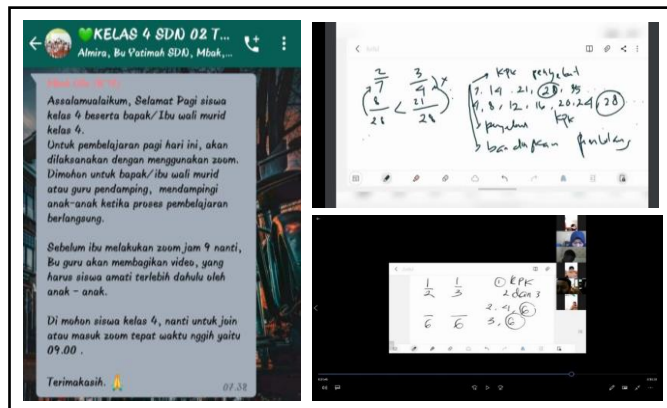 KELAS 4 SDN 02 T...
Almira, Bu Yatimah SDN, Mbak,...
Assalamualaikum, Selamat Pagi siswa
kelas 4 beserta bapak/Ibu wali murid
kelas 4.
Untuk pembelajaran pagi hari ini, akan
dilaksanakan dengan menggunakan zoom.
Dimohon untuk bapak/ibu wali murid
atau guru pendamping, mendampingi
anak-anak ketika proses pembelajaran
berlangsung.
Sebelum ibu melakukan zoom jam 9 nanti,
Bu guru akan membagikan video, yang
harus siswa amati terlebih dahulu oleh
anak - anak.
Di mohon siswa kelas 4, nanti untuk join
atau masuk zoom tepat waktu nggih yaitu
09.00 .
Terimakasih. 🙏
07.38
2/7 3/4 x
8/28 < 21/28
KPK penyebut
14, 21, 28, 35
4, 8, 12, 16, 20, 24, 28
penyebut KPK
bandingkan pembilang
1/2 1/3
6 6
① KPK
2 dan 3
2, 4, 6
3, 6